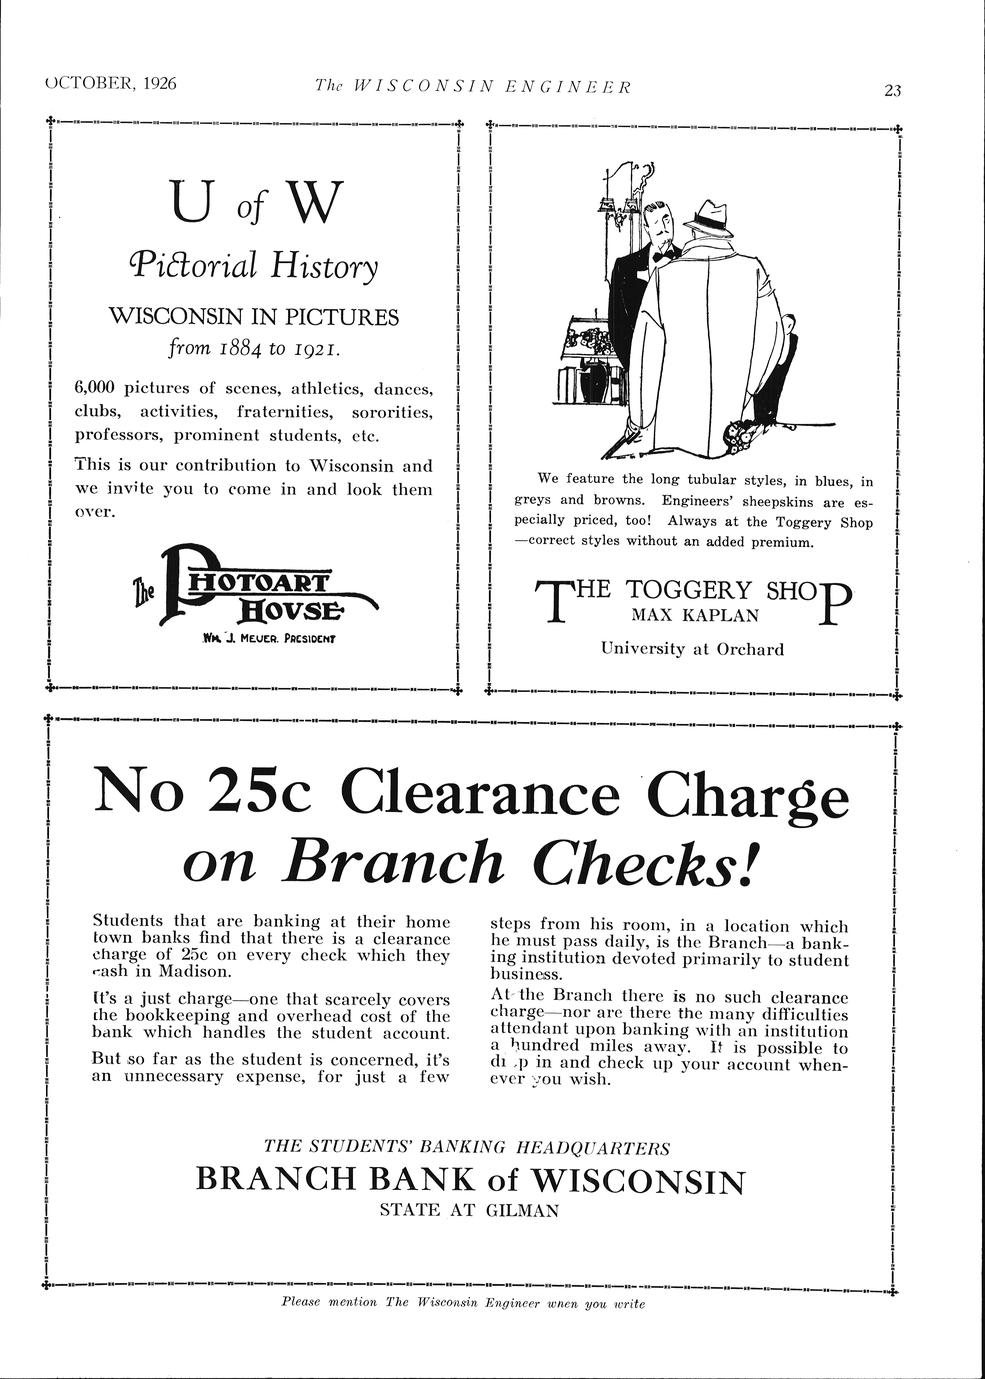 OCTOBER, 1926
The WISCONSIN ENGINEER
23
U of W
Pictorial History
WISCONSIN IN PICTURES
from 1884 to 1921.
6,000 pictures of scenes, athletics, dances,
clubs, activities, fraternities, sororities,
professors, prominent students, etc.
This is our contribution to Wisconsin and
we invite you to come in and look them
over.
The PHOTOART
HOVSE
WM. J. MEUER. PRESIDENT
We feature the long tubular styles, in blues, in
greys and browns. Engineers' sheepskins are es-
pecially priced, too! Always at the Toggery Shop
—correct styles without an added premium.
THE TOGGERY SHOP
MAX KAPLAN
University at Orchard
No 25c Clearance Charge
on Branch Checks!
Students that are banking at their home
town banks find that there is a clearance
charge of 25c on every check which they
cash in Madison.
It's a just charge—one that scarcely covers
the bookkeeping and overhead cost of the
bank which handles the student account.
But so far as the student is concerned, it's
an unnecessary expense, for just a few
steps from his room, in a location which
he must pass daily, is the Branch—a bank-
ing institution devoted primarily to student
business.
At the Branch there is no such clearance
charge—nor are there the many difficulties
attendant upon banking with an institution
a hundred miles away. It is possible to
in and check up your account when-
ever you wish.
THE STUDENTS' BANKING HEADQUARTERS
BRANCH BANK of WISCONSIN
STATE AT GILMAN
Please mention The Wisconsin Engineer when you write